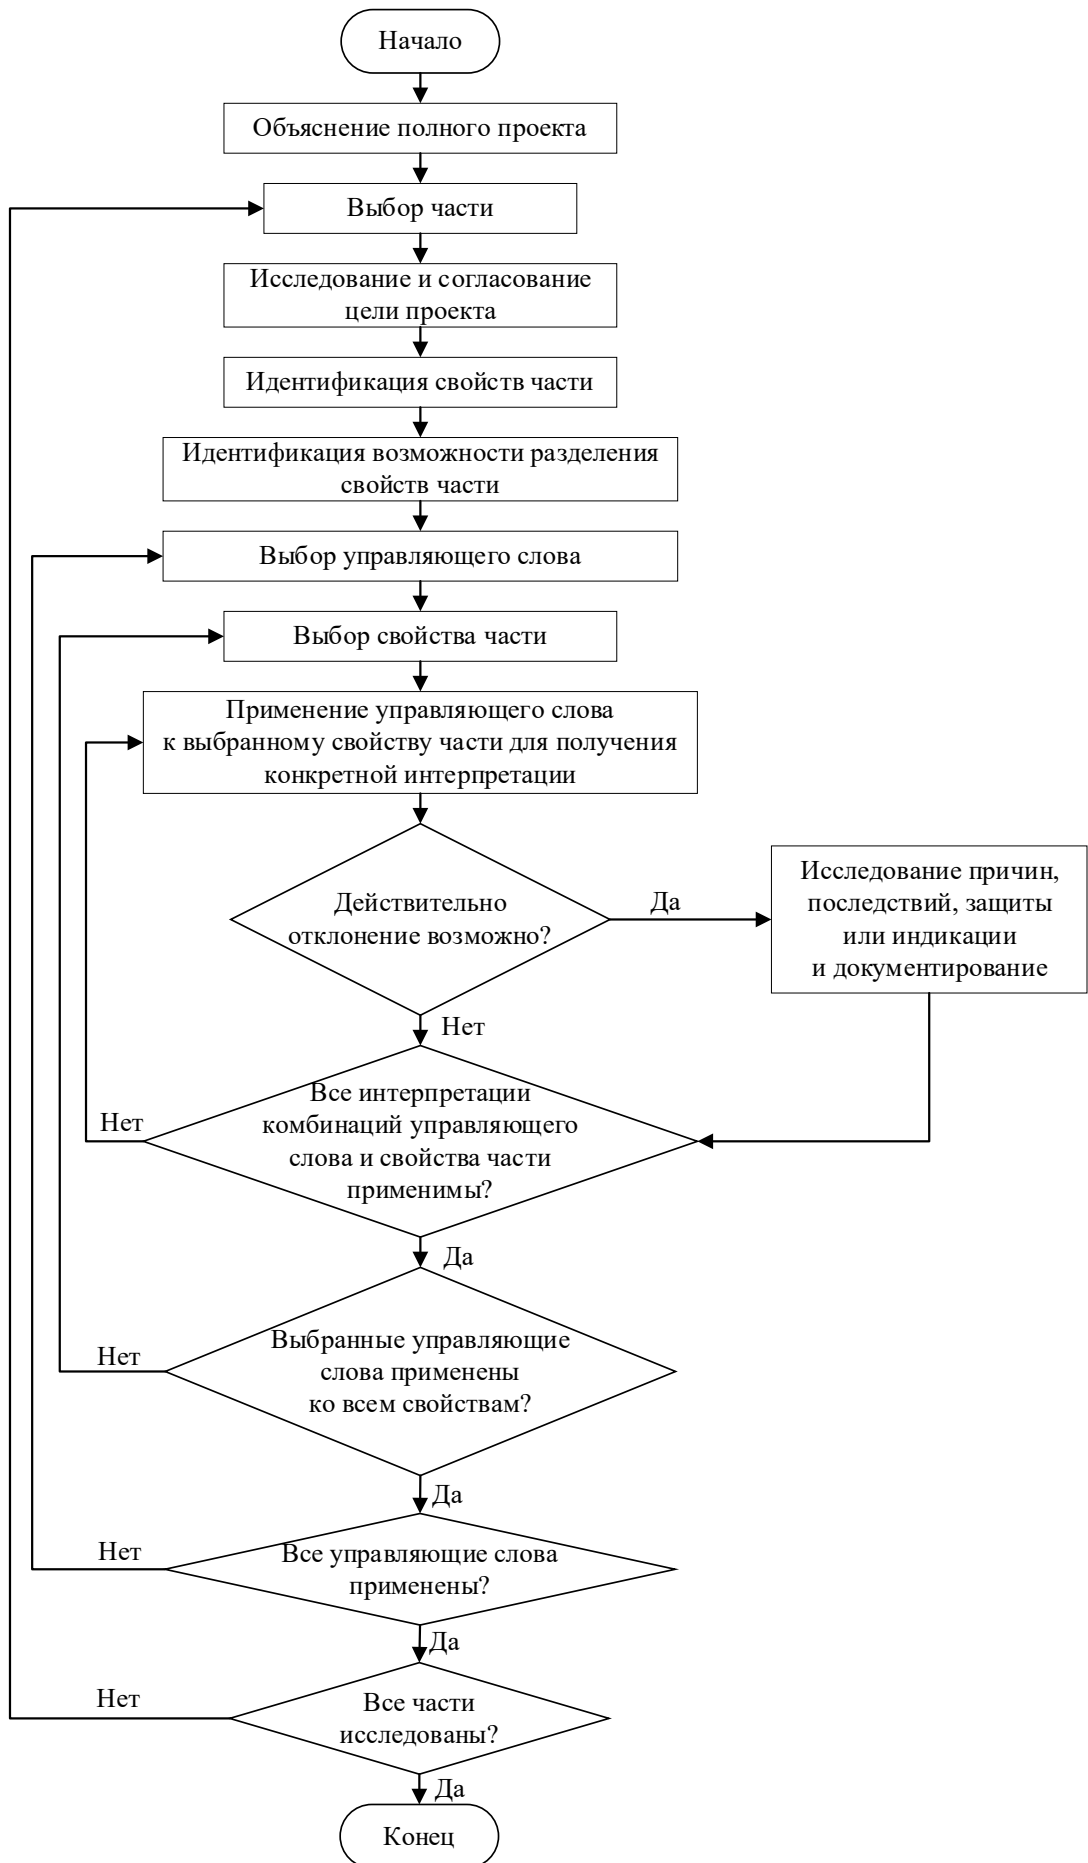 Начало
Объяснение полного проекта
Выбор части
Исследование и согласование
цели проекта
Идентификация свойств части
Идентификация возможности разделения
свойств части
Выбор управляющего слова
Выбор свойства части
Применение управляющего слова
к выбранному свойству части для получения
конкретной интерпретации
Действительно
отклонение возможно?
Да
Исследование причин,
последствий, защиты
или индикации
и документирование
Нет
Все интерпретации
комбинаций управляющего
слова и свойства части
применимы?
Нет
Да
Выбранные управляющие
слова применены
ко всем свойствам?
Нет
Да
Все управляющие слова
применены?
Нет
Да
Все части
исследованы?
Нет
Да
Конец